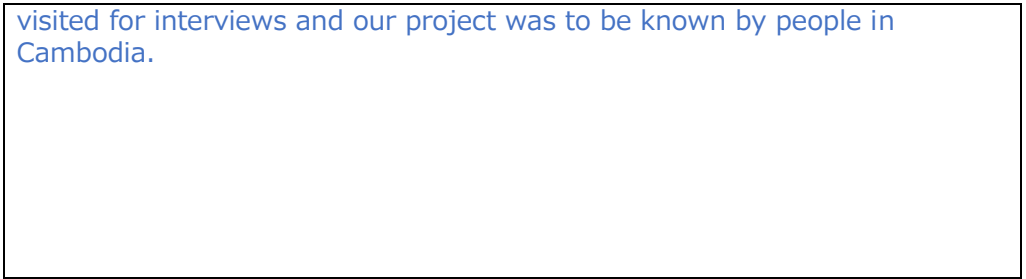 visited for interviews and our project was to be known by people in
Cambodia.